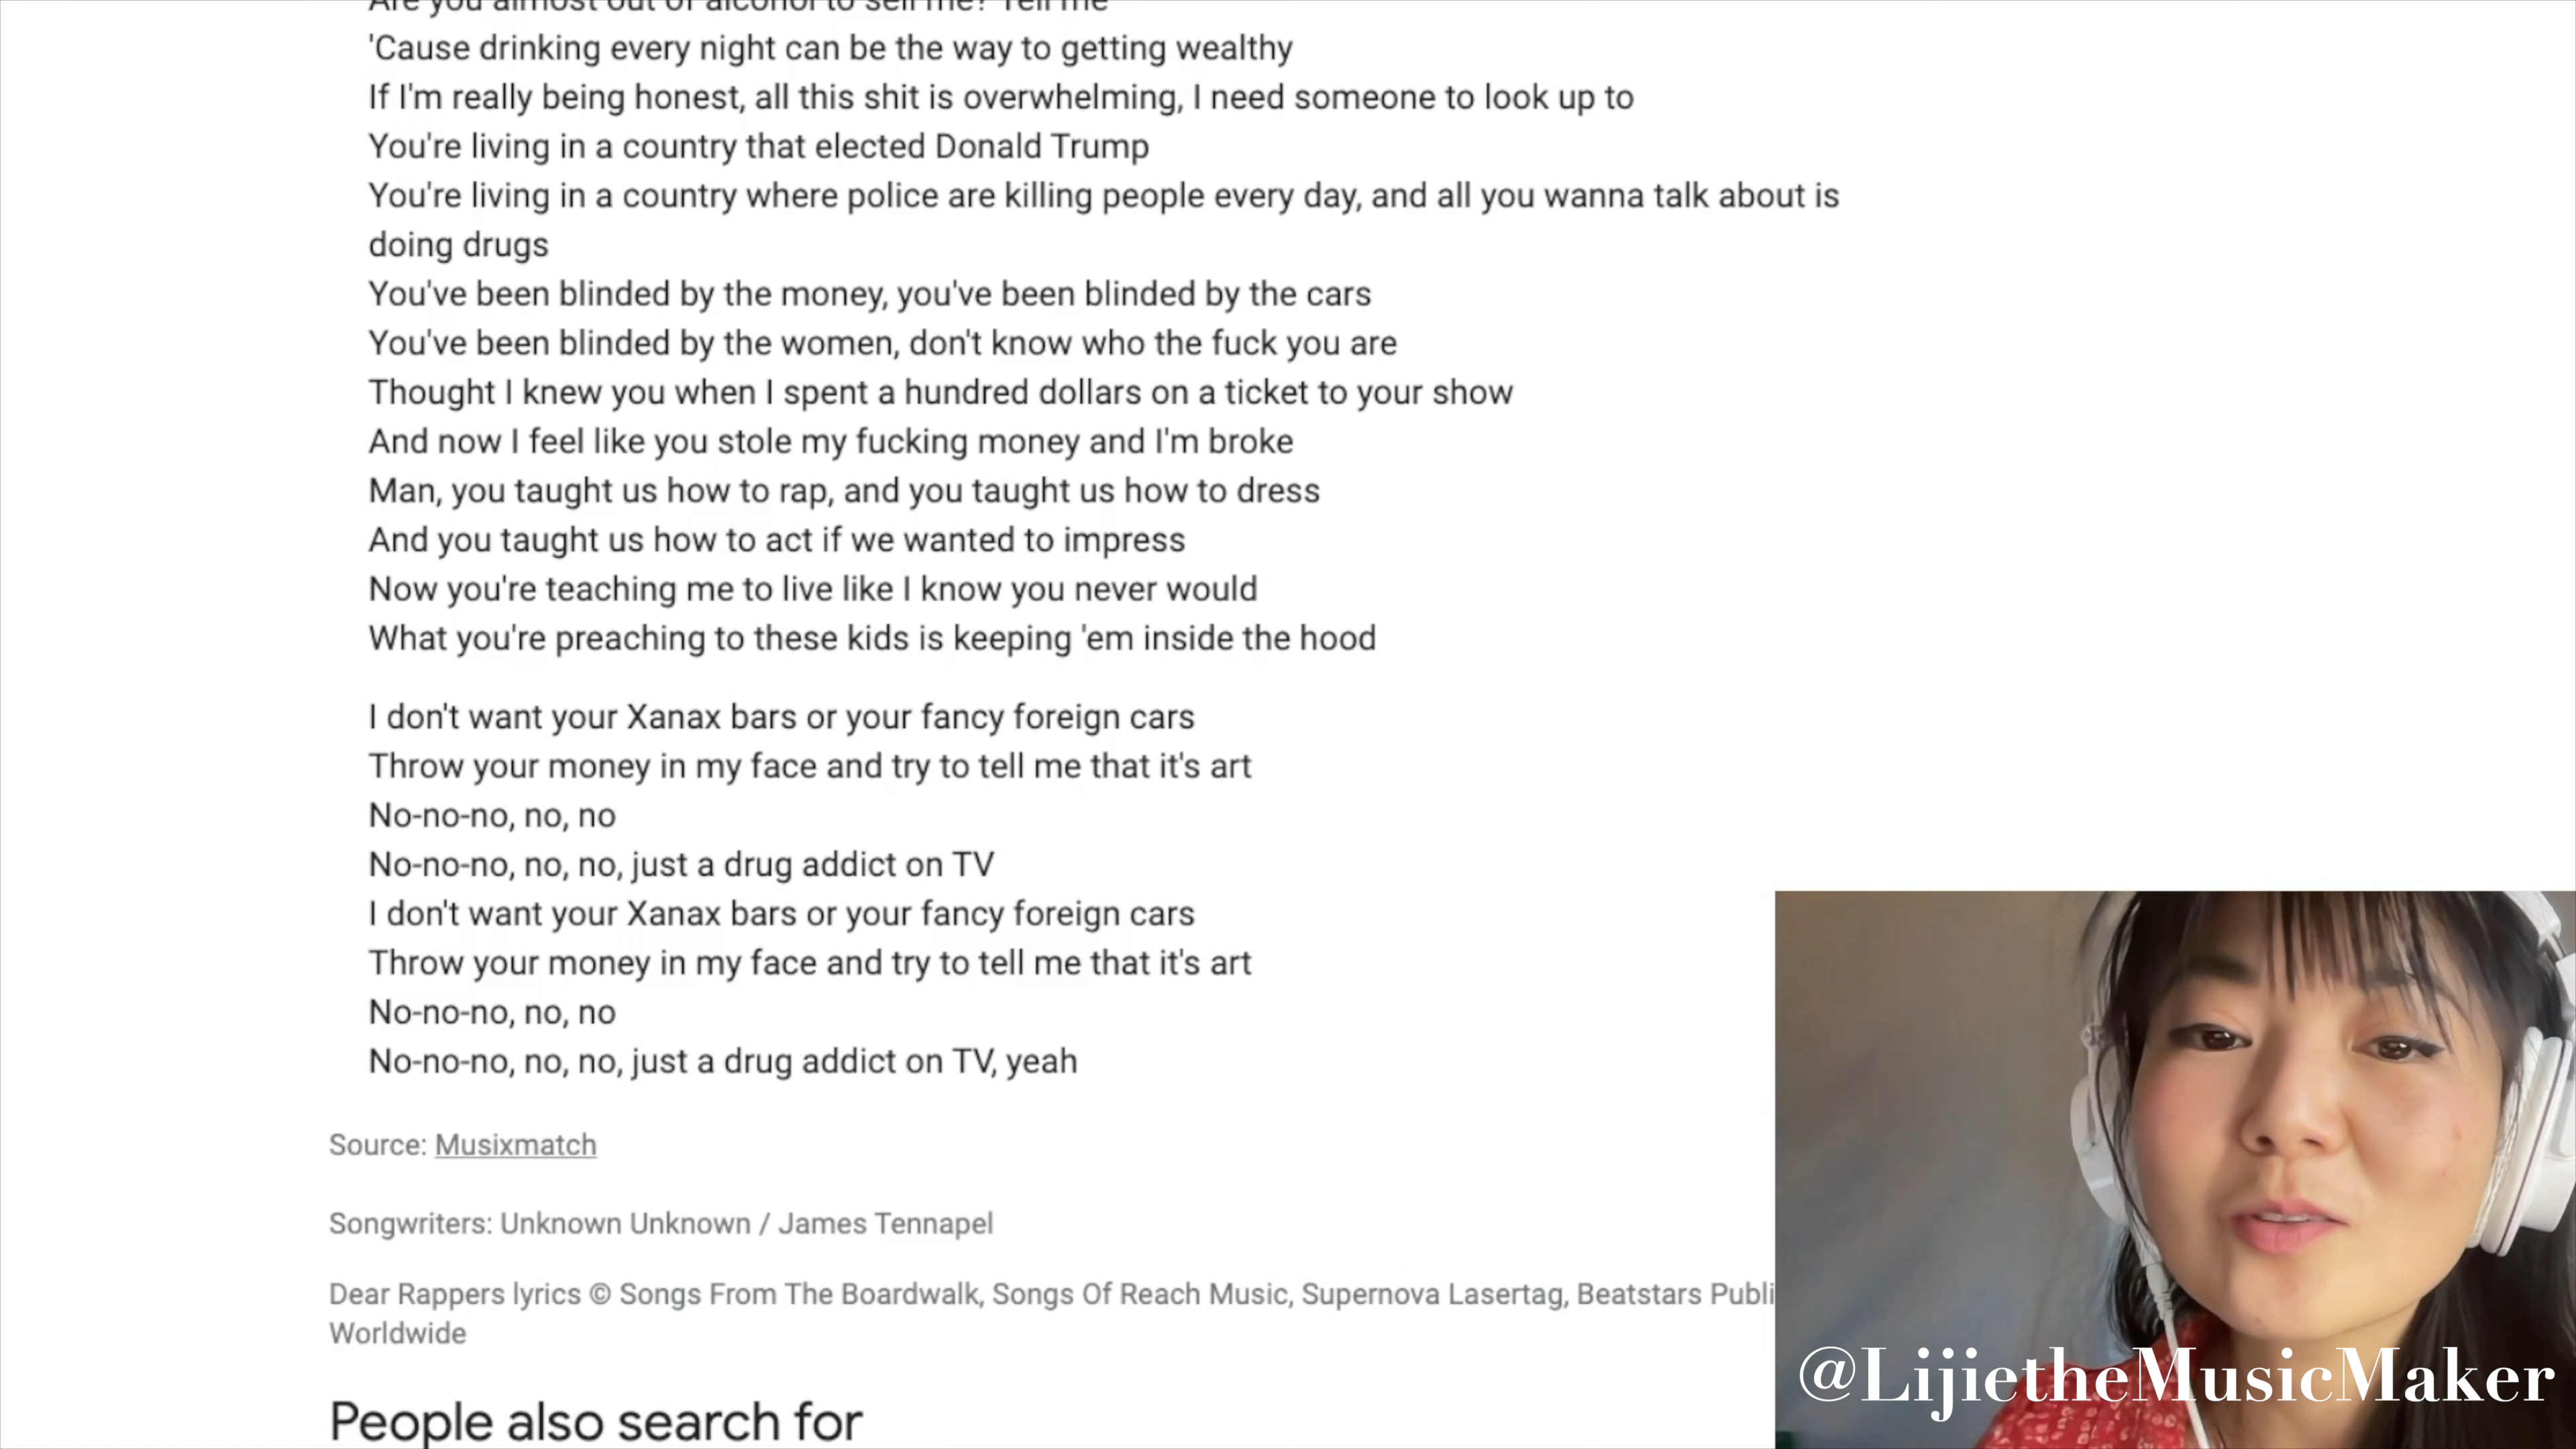 Are you almost out of alcohol to sell me? Tell me
'Cause drinking every night can be the way to getting wealthy
If I'm really being honest, all this shit is overwhelming, I need someone to look up to
You're living in a country that elected Donald Trump
You're living in a country where police are killing people every day, and all you wanna talk about is
doing drugs
You've been blinded by the money, you've been blinded by the cars
You've been blinded by the women, don't know who the fuck you are
Thought I knew you when I spent a hundred dollars on a ticket to your show
And now I feel like you stole my fucking money and I'm broke
Man, you taught us how to rap, and you taught us how to dress
And you taught us how to act if we wanted to impress
Now you're teaching me to live like I know you never would
What you're preaching to these kids is keeping 'em inside the hood
I don't want your Xanax bars or your fancy foreign cars
Throw your money in my face and try to tell me that it's art
No-no-no, no, no
No-no-no, no, no, just a drug addict on TV
I don't want your Xanax bars or your fancy foreign cars
Throw your money in my face and try to tell me that it's art
No-no-no, no, no
No-no-no, no, no, just a drug addict on TV, yeah
Source: Musixmatch
Songwriters: Unknown Unknown / James Tennapel
Dear Rappers lyrics © Songs From The Boardwalk, Songs Of Reach Music, Supernova Lasertag, Beatstars Publi
Worldwide
@LijietheMusicMaker
People also search for